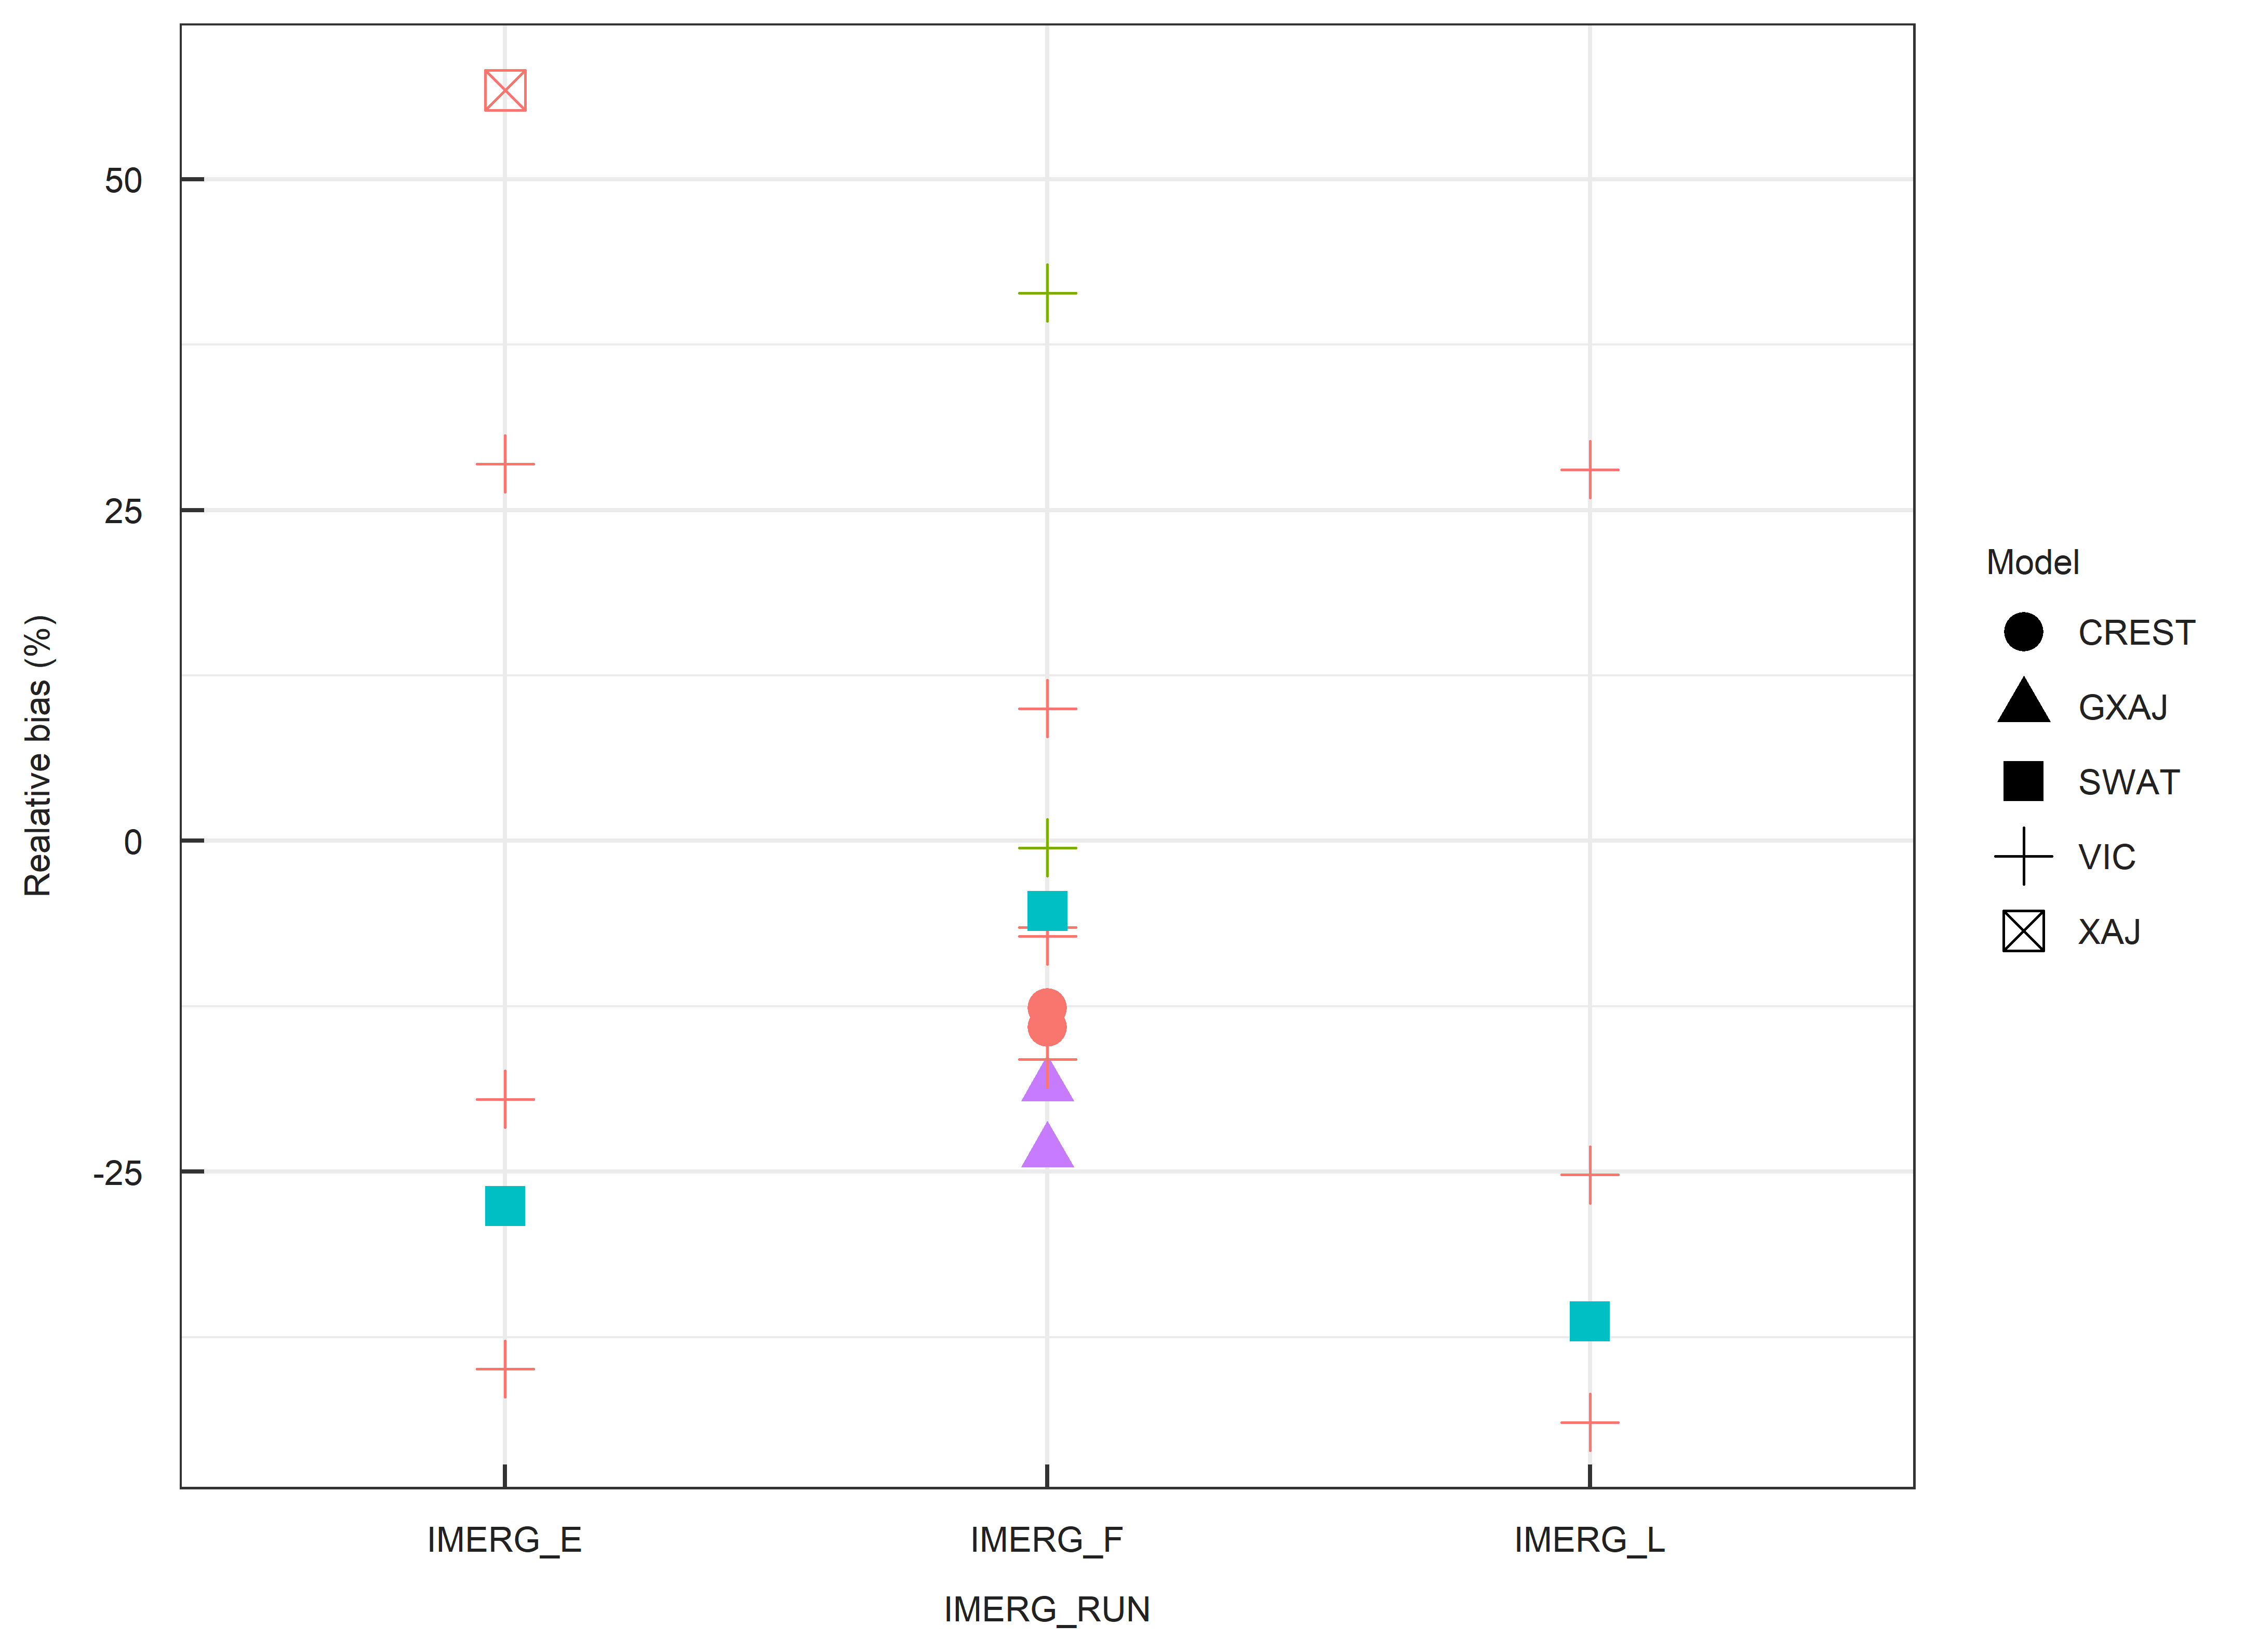 Realative bias (%)
50
25
0
-25
IMERG_E
IMERG_F
IMERG_L
IMERG_RUN
Model
CREST
GXAJ
SWAT
VIC
XAJ